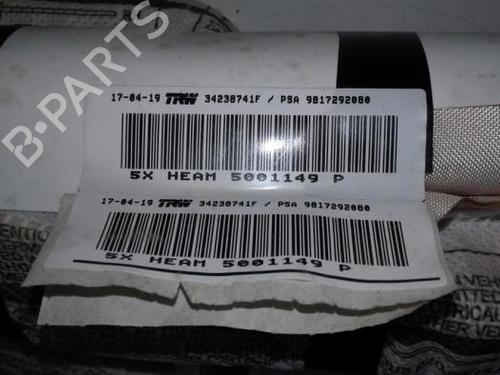 B-PARTS
17-04-19 TRW 34238741F / PSA 9817292080
5X HEAM 5001149 P
17-04-19 TRW 34238741F / PSA 9817292080
5X HEAM 5001149 P